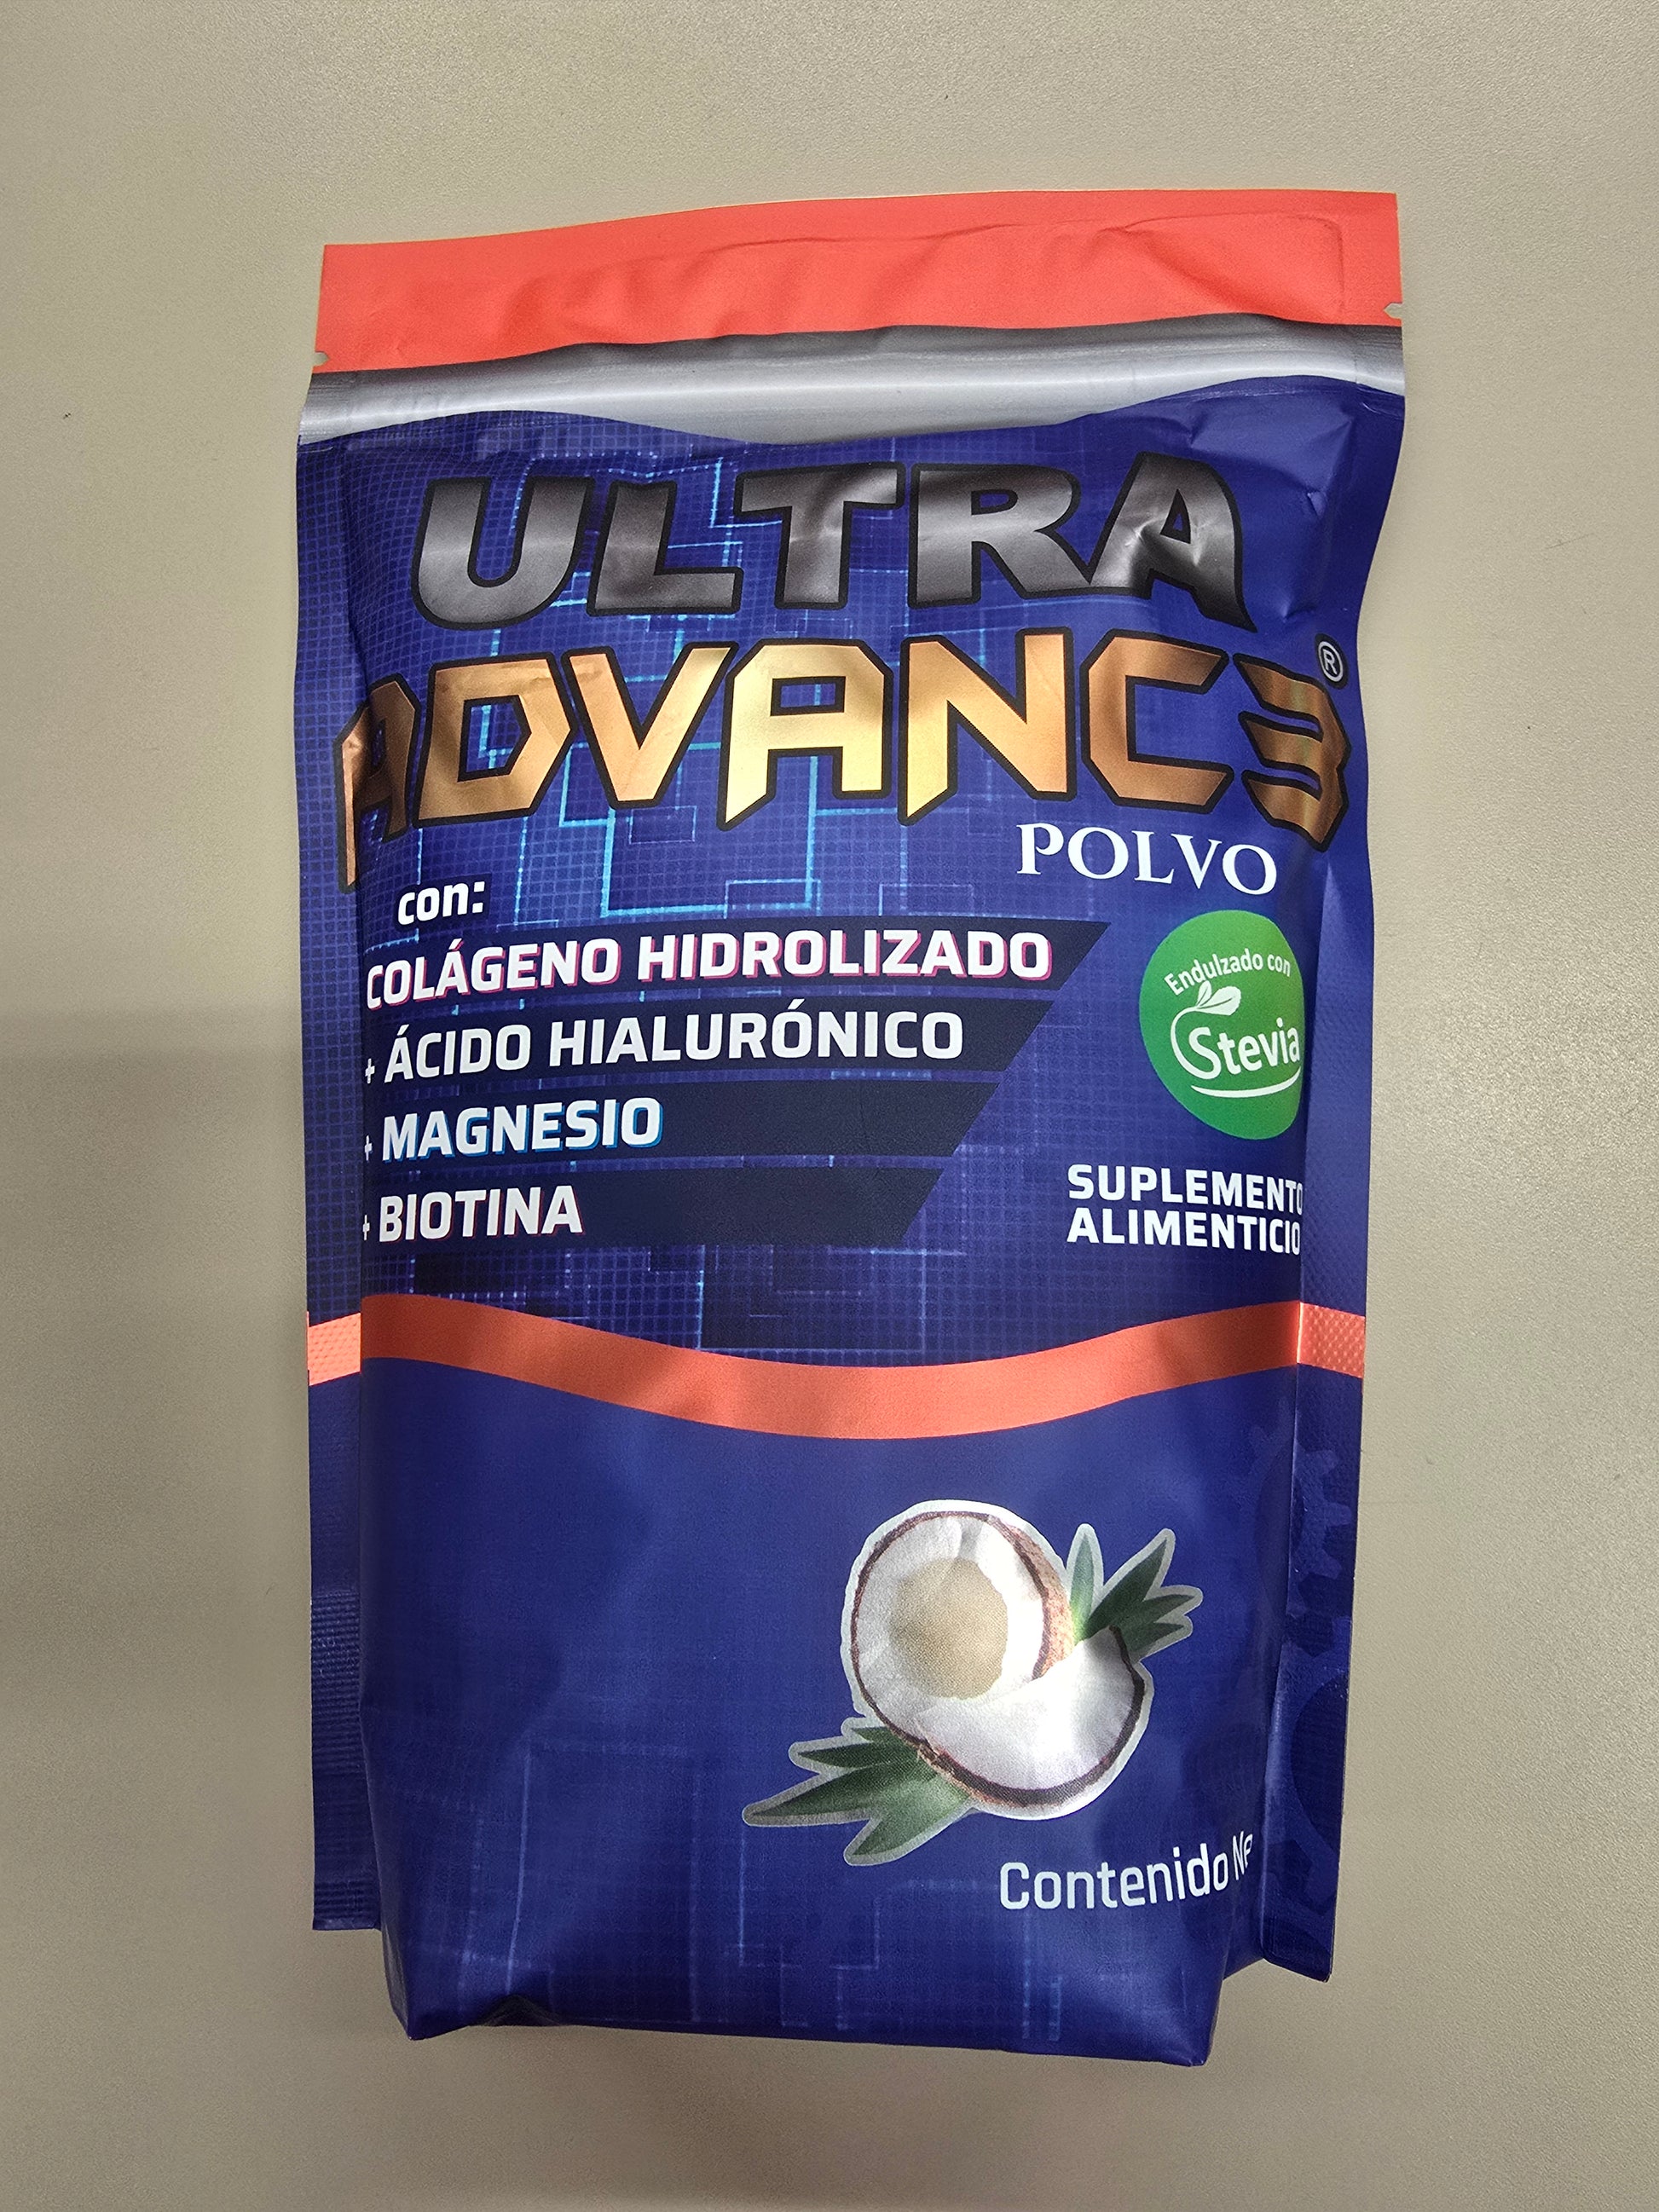 ULTRA
ADVANC3®
POLVO
con:
COLÁGENO HIDROLIZADO
+ ÁCIDO HIALURÓNICO
+ MAGNESIO
+ BIOTINA
Endulzado con
Stevia
SUPLEMENTO
ALIMENTICIO
Contenido